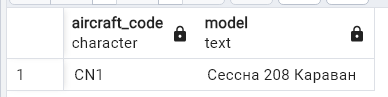 aircraft_code model
character text
1 CN1 Сессна 208 Караван